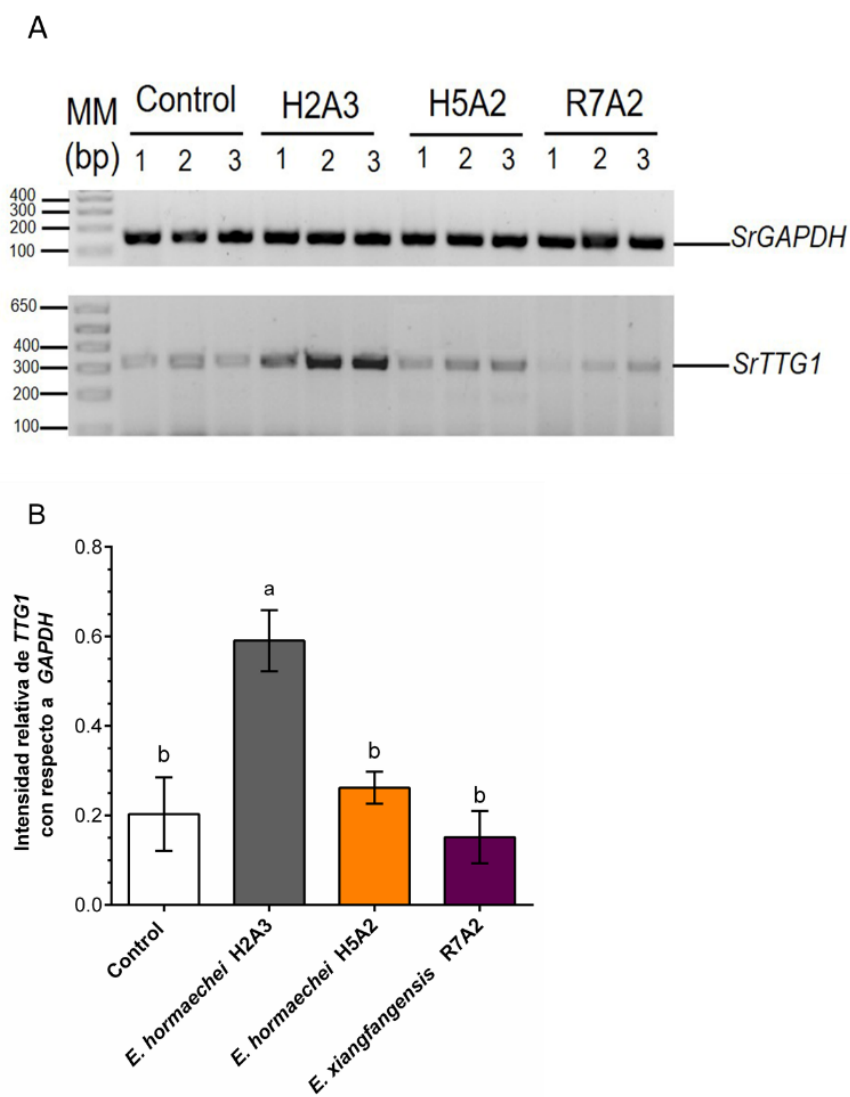 A
MM Control H2A3 H5A2 R7A2
(bp) 1 2 3 1 2 3 1 2 3 1 2 3
400
300
200
100
SrGAPDH
650
400
300
200
100
SrTTG1
B
Intensidad relativa de TTG1
con respecto a GAPDH
0.8
0.6
0.4
0.2
0.0
b
a
b
b
Control
E. hormaechei H2A3
E. hormaechei H5A2
E. xiangfangensis R7A2